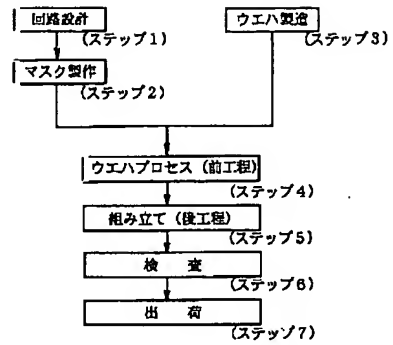 回路設計
(ステップ1)
ウエハ製造
(ステップ3)
マスク製作
(ステップ2)
ウエハプロセス (前工程)
(ステップ4)
組み立て (後工程)
(ステップ5)
検 査
(ステップ6)
出 荷
(ステップ7)